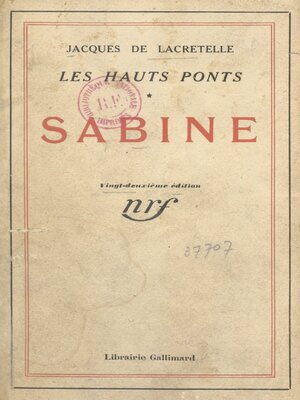 JACQUES DE LACRETELLE
LES HAUTS PONTS
*
SABINE
Vingt-deuxième édition
nrf
27707
Librairie Gallimard